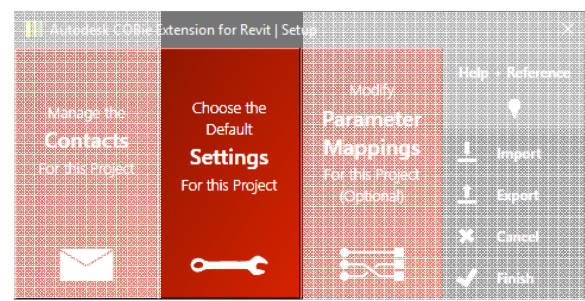 Autodesk COBie Extension for Revit | Setup
Manage the
Contacts
For this Project
Choose the
Default
Settings
For this Project
Modify
Parameter
Mappings
For this Project
(Optional)
Help + Reference
Import
Export
Cancel
Finish